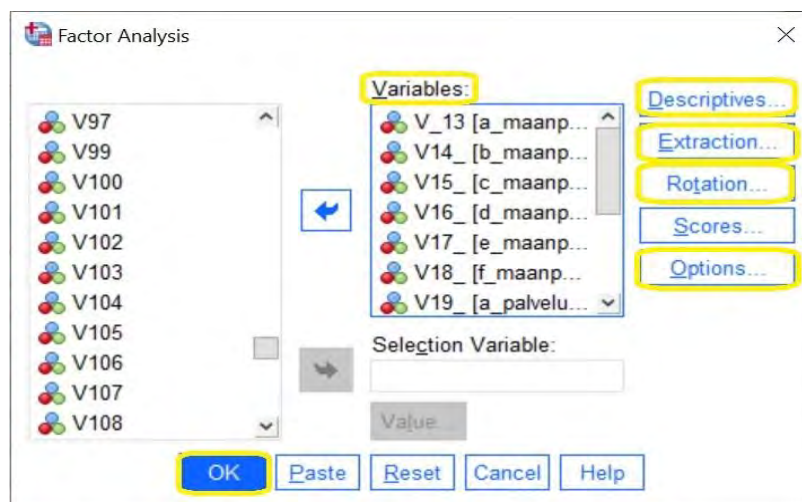 Factor Analysis
V97
V99
V100
V101
V102
V103
V104
V105
V106
V107
V108
Variables:
V_13 [a_maanp...
V14_ [b_maanp...
V15_ [c_maanp...
V16_ [d_maanp...
V17_ [e_maanp...
V18_ [f_maanp...
V19_ [a_palvelu...
Selection Variable:
Value...
Descriptives...
Extraction...
Rotation...
Scores...
Options...
OK
Paste
Reset
Cancel
Help